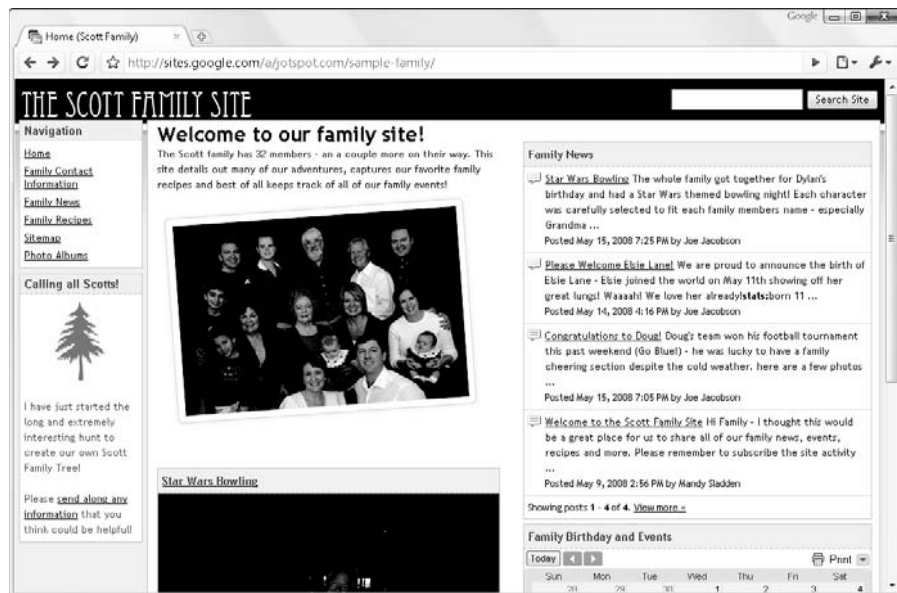 Google
Home (Scott Family)
http://sites.google.com/a/jotspot.com/sample-family/
THE SCOTT FAMILY SITE
Search Site
Navigation
Home
Family Contact
Information
Family News
Family Recipes
Sitemap
Photo Albums
Calling all Scotts!
I have just started the
long and extremely
interesting hunt to
create our own Scott
Family Tree!
Please send along any
information that you
think could be helpful!
Welcome to our family site!
The Scott family has 32 members - an a couple more on their way. This
site details out many of our adventures, captures our favorite family
recipes and best of all keeps track of all of our family events!
Star Wars Bowling
Family News
Star Wars Bowling The whole family got together for Dylan's
birthday and had a Star Wars themed bowling night! Each character
was carefully selected to fit each family members name - especially
Grandma ...
Posted May 15, 2008 7:25 PM by Joe Jacobson
Please Welcome Elsie Lane! We are proud to announce the birth of
Elsie Lane - Elsie joined the world on May 11th showing off her
great lungs! Waaaah! We love her already!stats:born 11 ...
Posted May 14, 2008 4:16 PM by Joe Jacobson
Congratulations to Doug! Doug's team won his football tournament
this past weekend (Go Blue!) - he was lucky to have a family
cheering section despite the cold weather. here are a few photos
...
Posted May 15, 2008 7:05 PM by Joe Jacobson
Welcome to the Scott Family Site Hi Family - I thought this would
be a great place for us to share all of our family news, events,
recipes and more. Please remember to subscribe the site activity
...
Posted May 9, 2008 2:56 PM by Mandy Sladden
Showing posts 1 - 4 of 4. View more »
Family Birthday and Events
Today Print
Sun Mon Tue Wed Thu Fri Sat
28 29 30 1 2 3 4